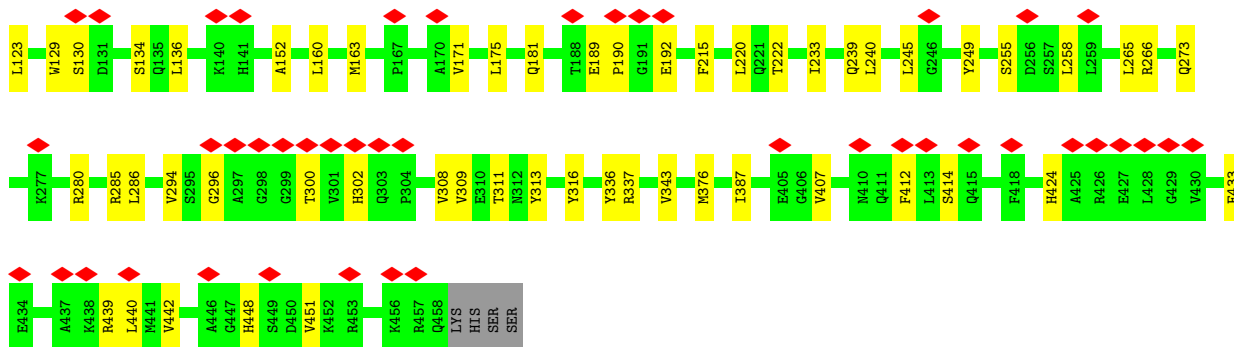 L123 W129 S130 D131 S134 Q135 L136 K140 H141 A152 L160 M163 P167 A170 V171 L175 Q181 T188 E189 P190 G191 E192 F215 L220 Q221 T222 I233 Q239 L240 L245 G246 Y249 S255 D256 S257 L258 L259 L265 R266 Q273
K277 R280 R285 L286 V294 S295 G296 A297 G298 G299 T300 V301 H302 Q303 P304 V308 V309 E310 T311 N312 Y313 Y316 Y336 R337 V343 M376 I387 E405 G406 V407 N410 Q411 F412 L413 S414 Q415 F418 H424 A425 R426 E427 L428 G429 V430
E434 A437 K438 R439 L440 M441 V442 A446 G447 H448 S449 D450 V451 K452 R453 K456 R457 Q458 LYS HIS SER SER